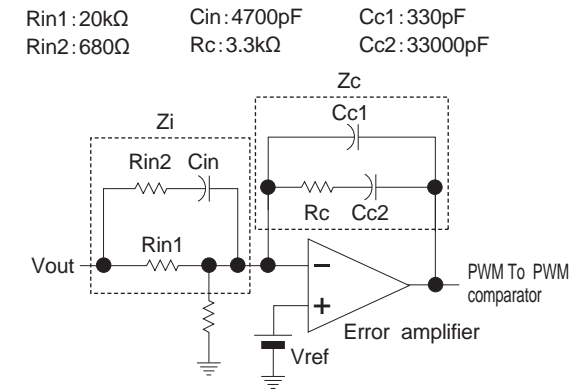 Rin1:20kΩ Cin:4700pF Cc1:330pF
Rin2:680Ω Rc:3.3kΩ Cc2:33000pF
Zc
Cc1
Zi
Rin2 Cin
Rc Cc2
Rin1
Vout
PWM To PWM
comparator
Error amplifier
Vref